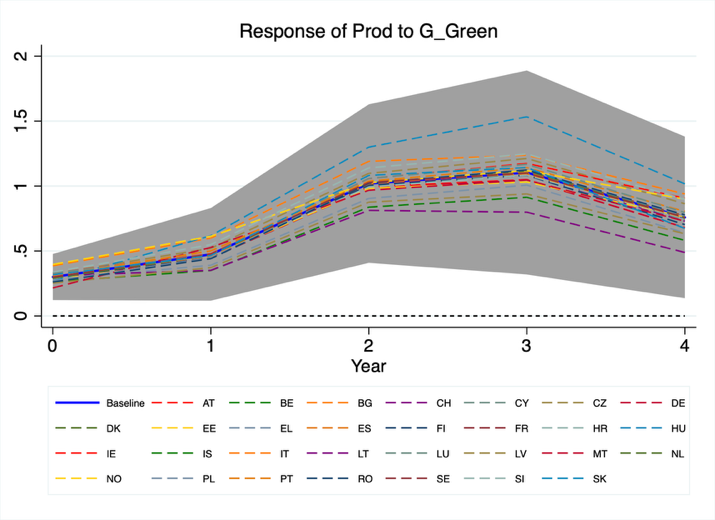 Response of Prod to G_Green
2
1.5
1
.5
0
0 1 2 3 4
Year
Baseline AT BE BG CH CY CZ DE
DK EE EL ES FI FR HR HU
IE IS IT LT LU LV MT NL
NO PL PT RO SE SI SK